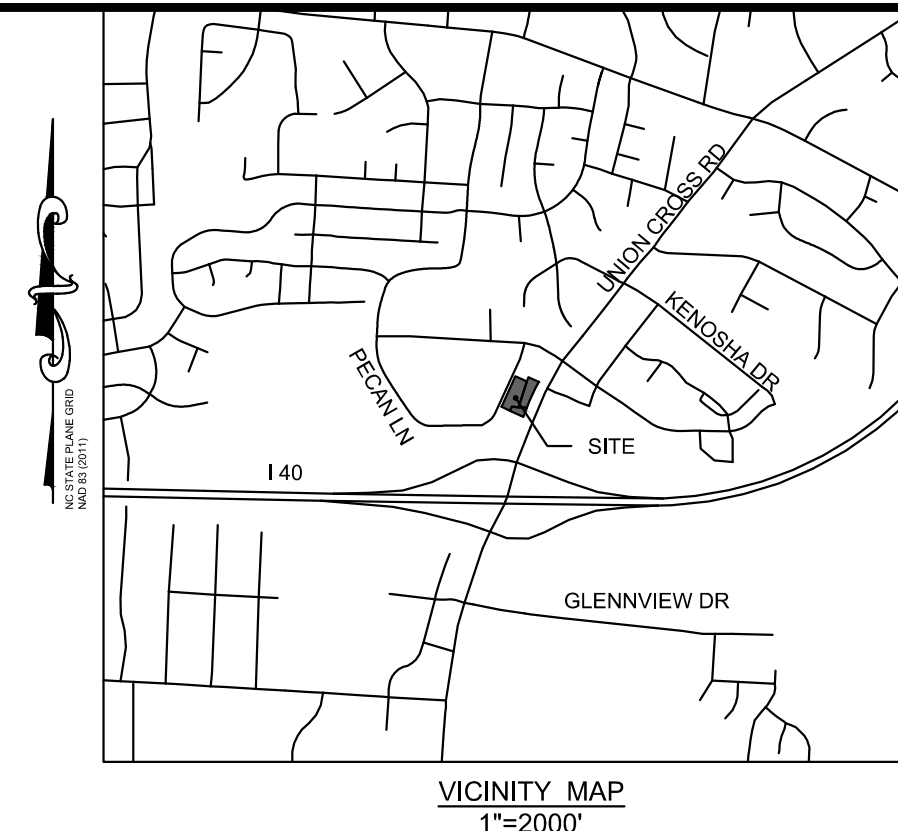 UNION CROSS RD
KENOSHA DR
PECAN LN
NC STATE PLANE GRID
NAD 83 (2011)
SITE
I 40
GLENNVIEW DR
VICINITY MAP
1"=2000'